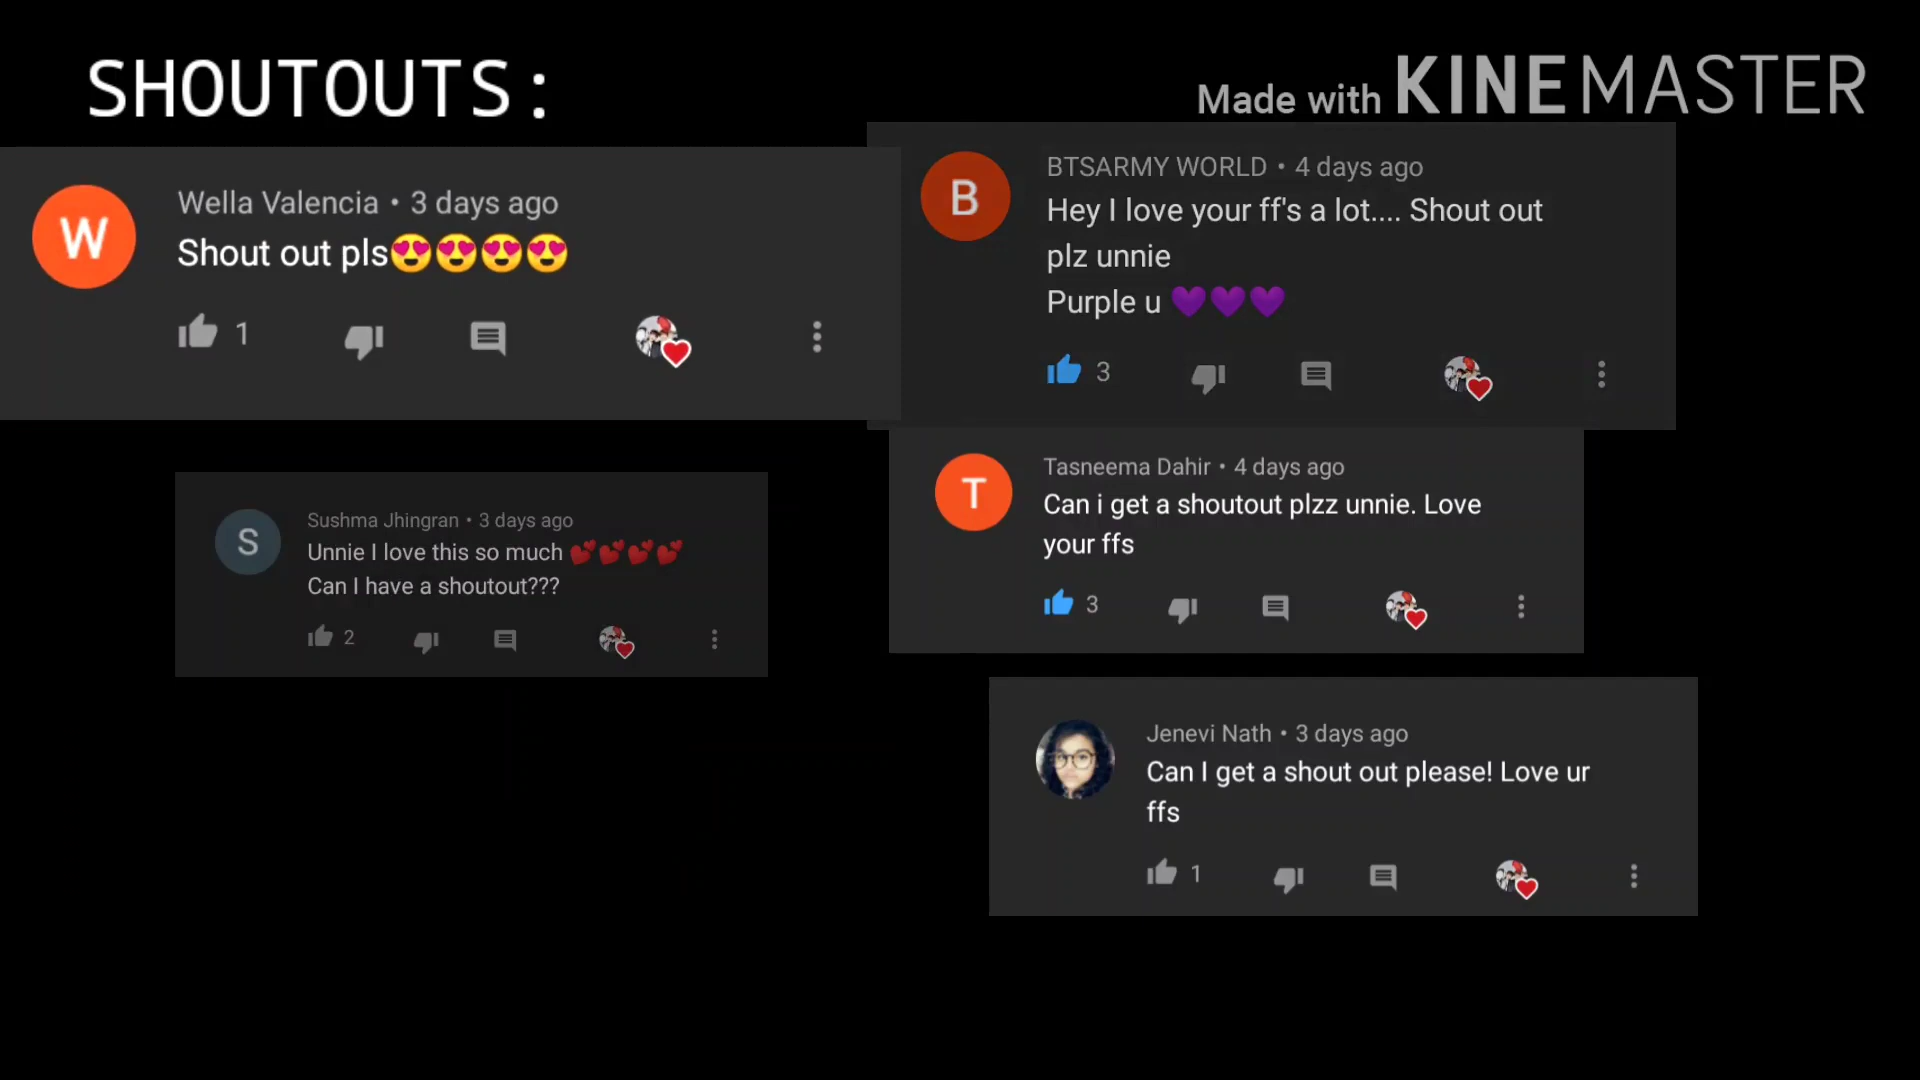 SHOUTOUTS:
Made with KINEMASTER
W
Wella Valencia • 3 days ago
Shout out pls😍😍😍😍
1
B
BTSARMY WORLD • 4 days ago
Hey I love your ff's a lot.... Shout out
plz unnie
Purple u 💜💜💜
3
S
Sushma Jhingran • 3 days ago
Unnie I love this so much 💕💕💕💕
Can I have a shoutout???
2
T
Tasneema Dahir • 4 days ago
Can i get a shoutout plzz unnie. Love
your ffs
3
Jenevi Nath • 3 days ago
Can I get a shout out please! Love ur
ffs
1